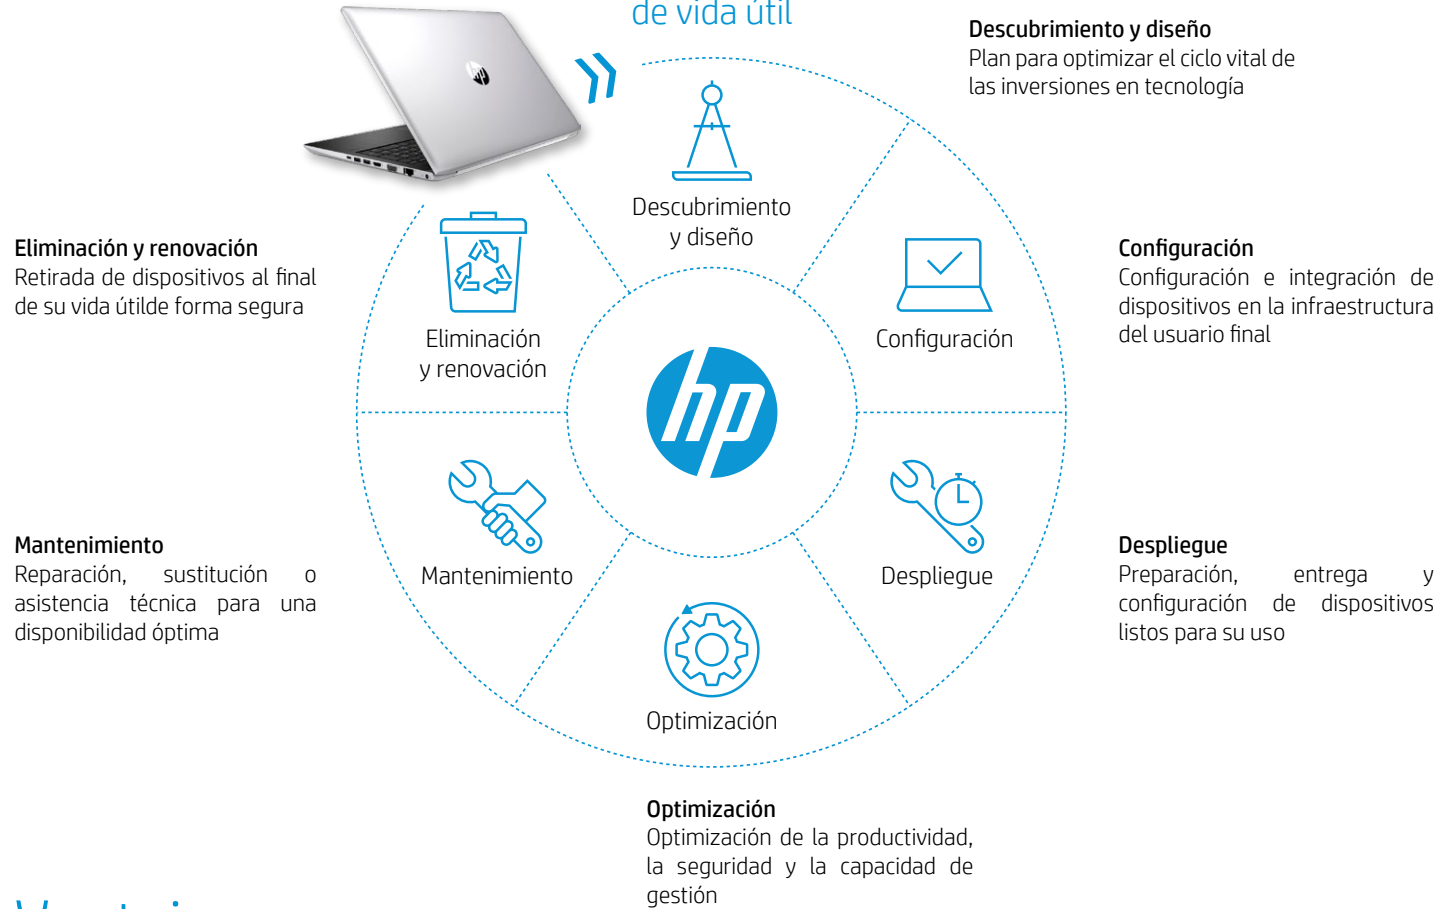 de vida útil
Descubrimiento y diseño
Plan para optimizar el ciclo vital de
las inversiones en tecnología
hp
Descubrimiento
y diseño
Eliminación y renovación
Retirada de dispositivos al final
de su vida útilde forma segura
Configuración
Configuración e integración de
dispositivos en la infraestructura
del usuario final
Eliminación
y renovación
Configuración
hp
Mantenimiento
Reparación, sustitución o
asistencia técnica para una
disponibilidad óptima
Mantenimiento
Despliegue
Despliegue
Preparación, entrega y
configuración de dispositivos
listos para su uso
Optimización
Optimización
Optimización de la productividad,
la seguridad y la capacidad de
gestión